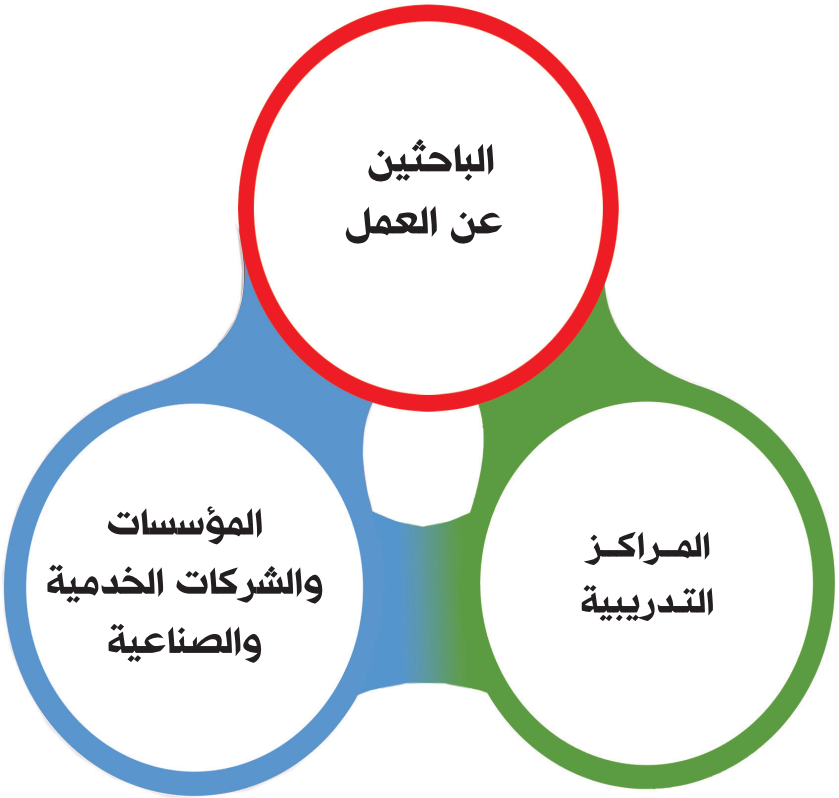 الباحثين
عن العمل
المـراكـز
التـدريبية
المؤسسات
والشركات الخدمية
والصناعية